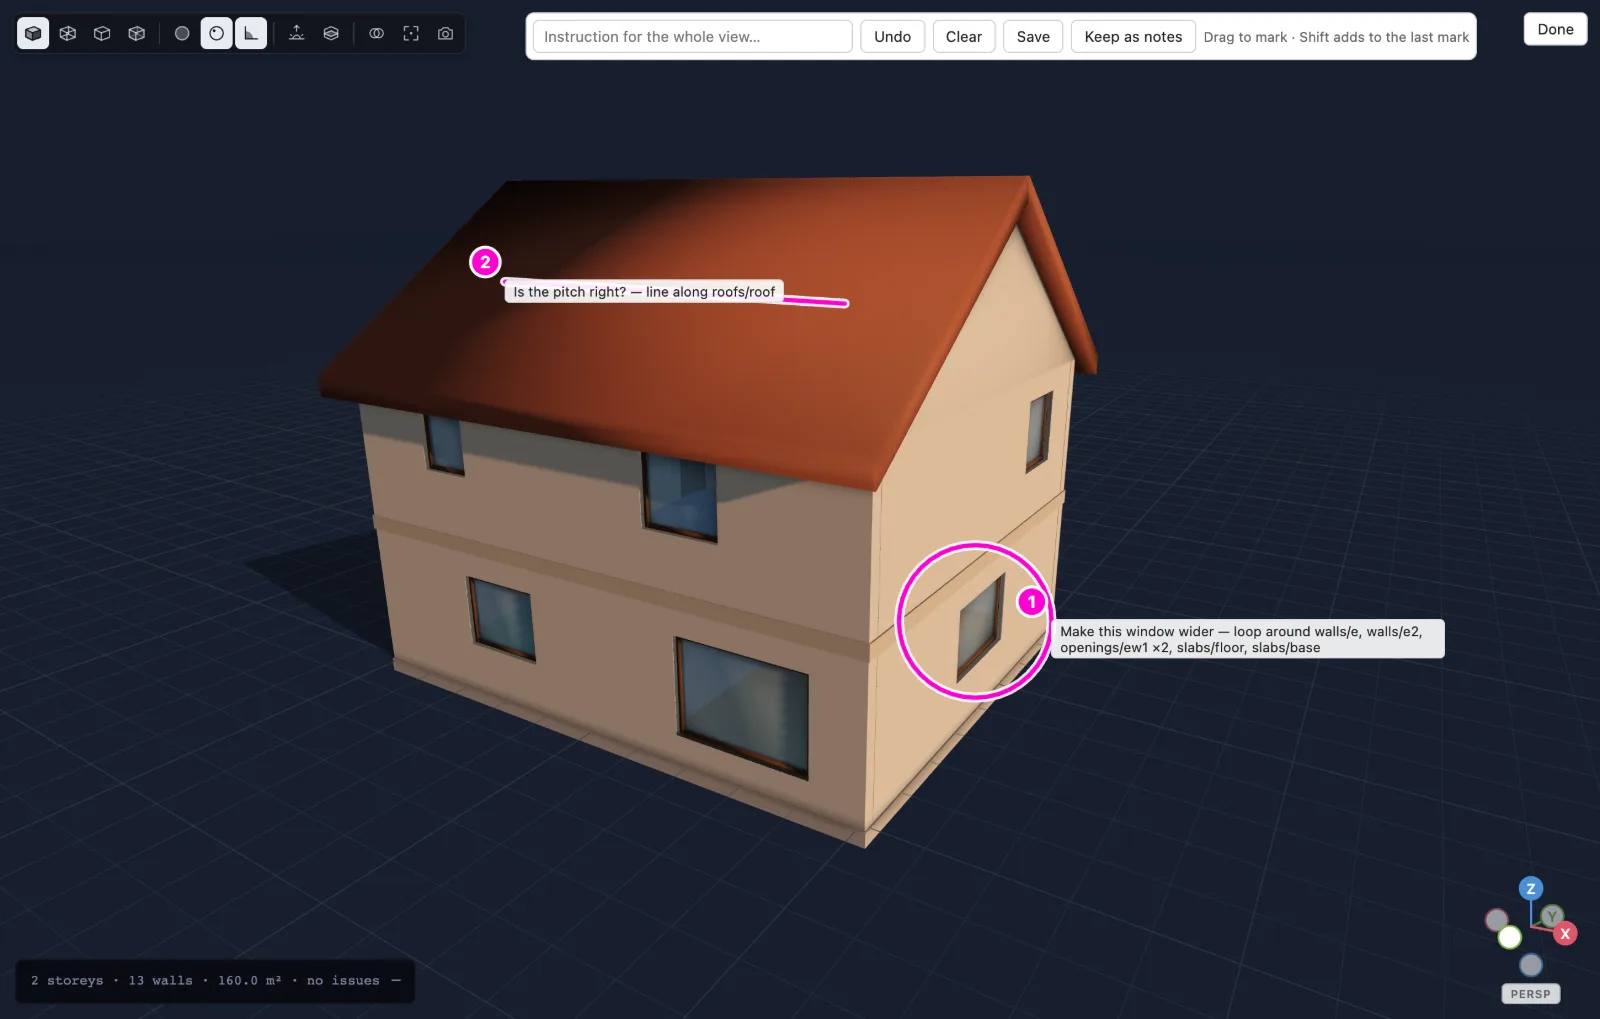 Instruction for the whole view...
Undo
Clear
Save
Keep as notes
Drag to mark · Shift adds to the last mark
Done
2
Is the pitch right? — line along roofs/roof
1
Make this window wider — loop around walls/e, walls/e2,
openings/ew1 ×2, slabs/floor, slabs/base
Z
Y
X
PERSP
2 storeys · 13 walls · 160.0 m² · no issues —